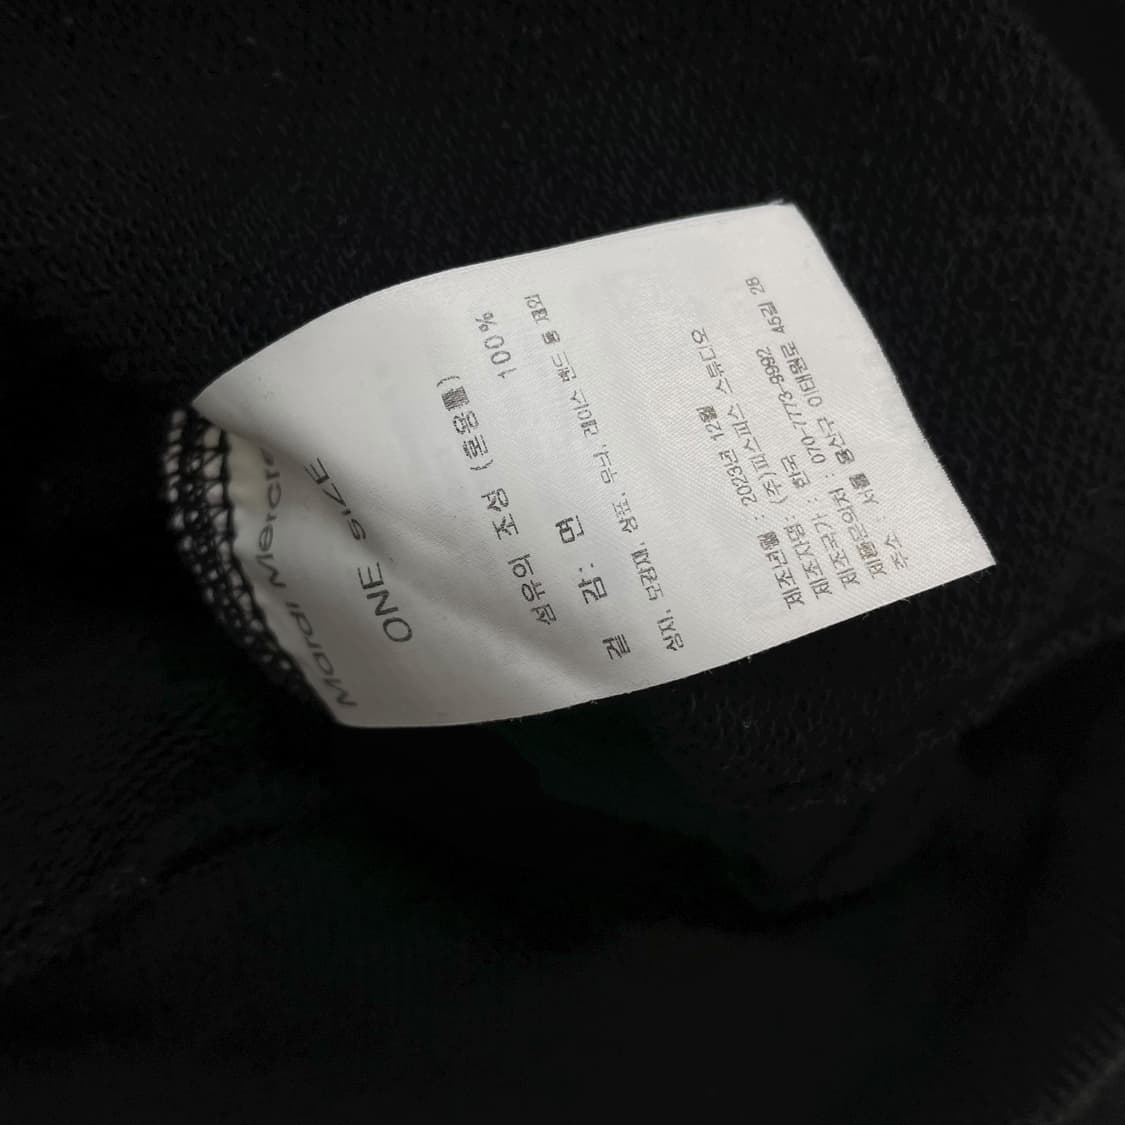 Mardi Mercre
ONE SIZE
섬유의 조성 (혼용률)
겉 감: 면 100%
심지, 보강재, 상표, 무늬, 레이스 밴드 등 제외
제조년월 : 2023년 12월
제조자명: (주)피스피스 스튜디오
제조국가 : 한국
제품문의처 : 070-7773-9992
주소 : 서울 용산구 이태원로 45길 28